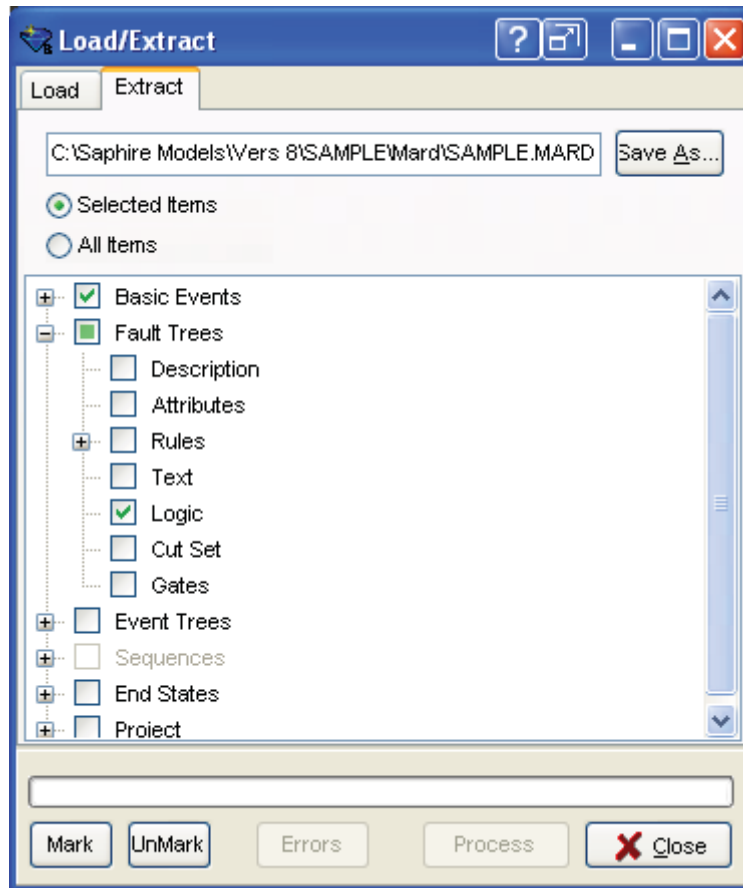 Load/Extract
Load Extract
C:\Saphire Models\Vers 8\SAMPLE\Mard\SAMPLE.MARD Save As...
Selected Items
All Items
Basic Events
Fault Trees
Description
Attributes
Rules
Text
Logic
Cut Set
Gates
Event Trees
Sequences
End States
Project
Mark UnMark Errors Process Close